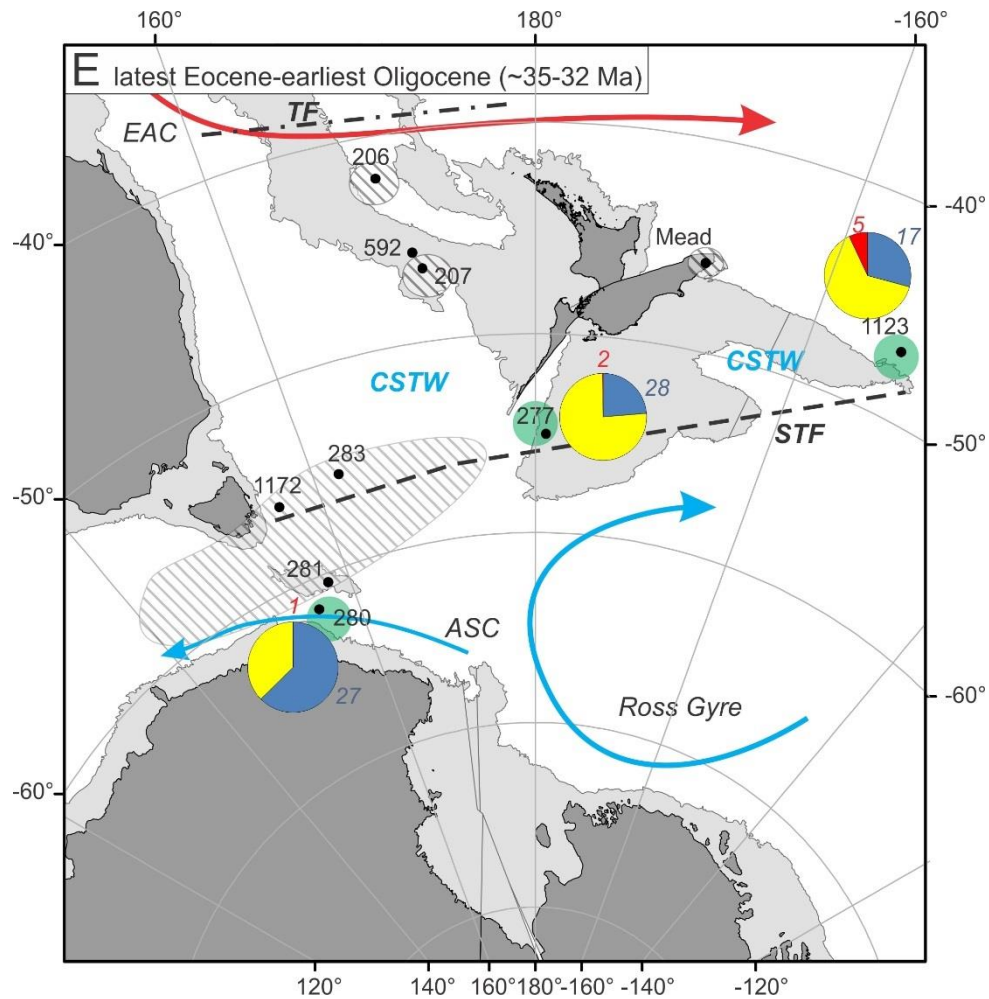 160° 180° -160°
E latest Eocene-earliest Oligocene (~35-32 Ma)
TF
EAC
206
-40°
-40°
592
207
Mead
5 17
1123
CSTW
CSTW
2
28
277
STF
283
1172
-50°
-50°
281
1
280
ASC
27
Ross Gyre
-60°
-60°
120° 140° 160° 180° -160° -140° -120°